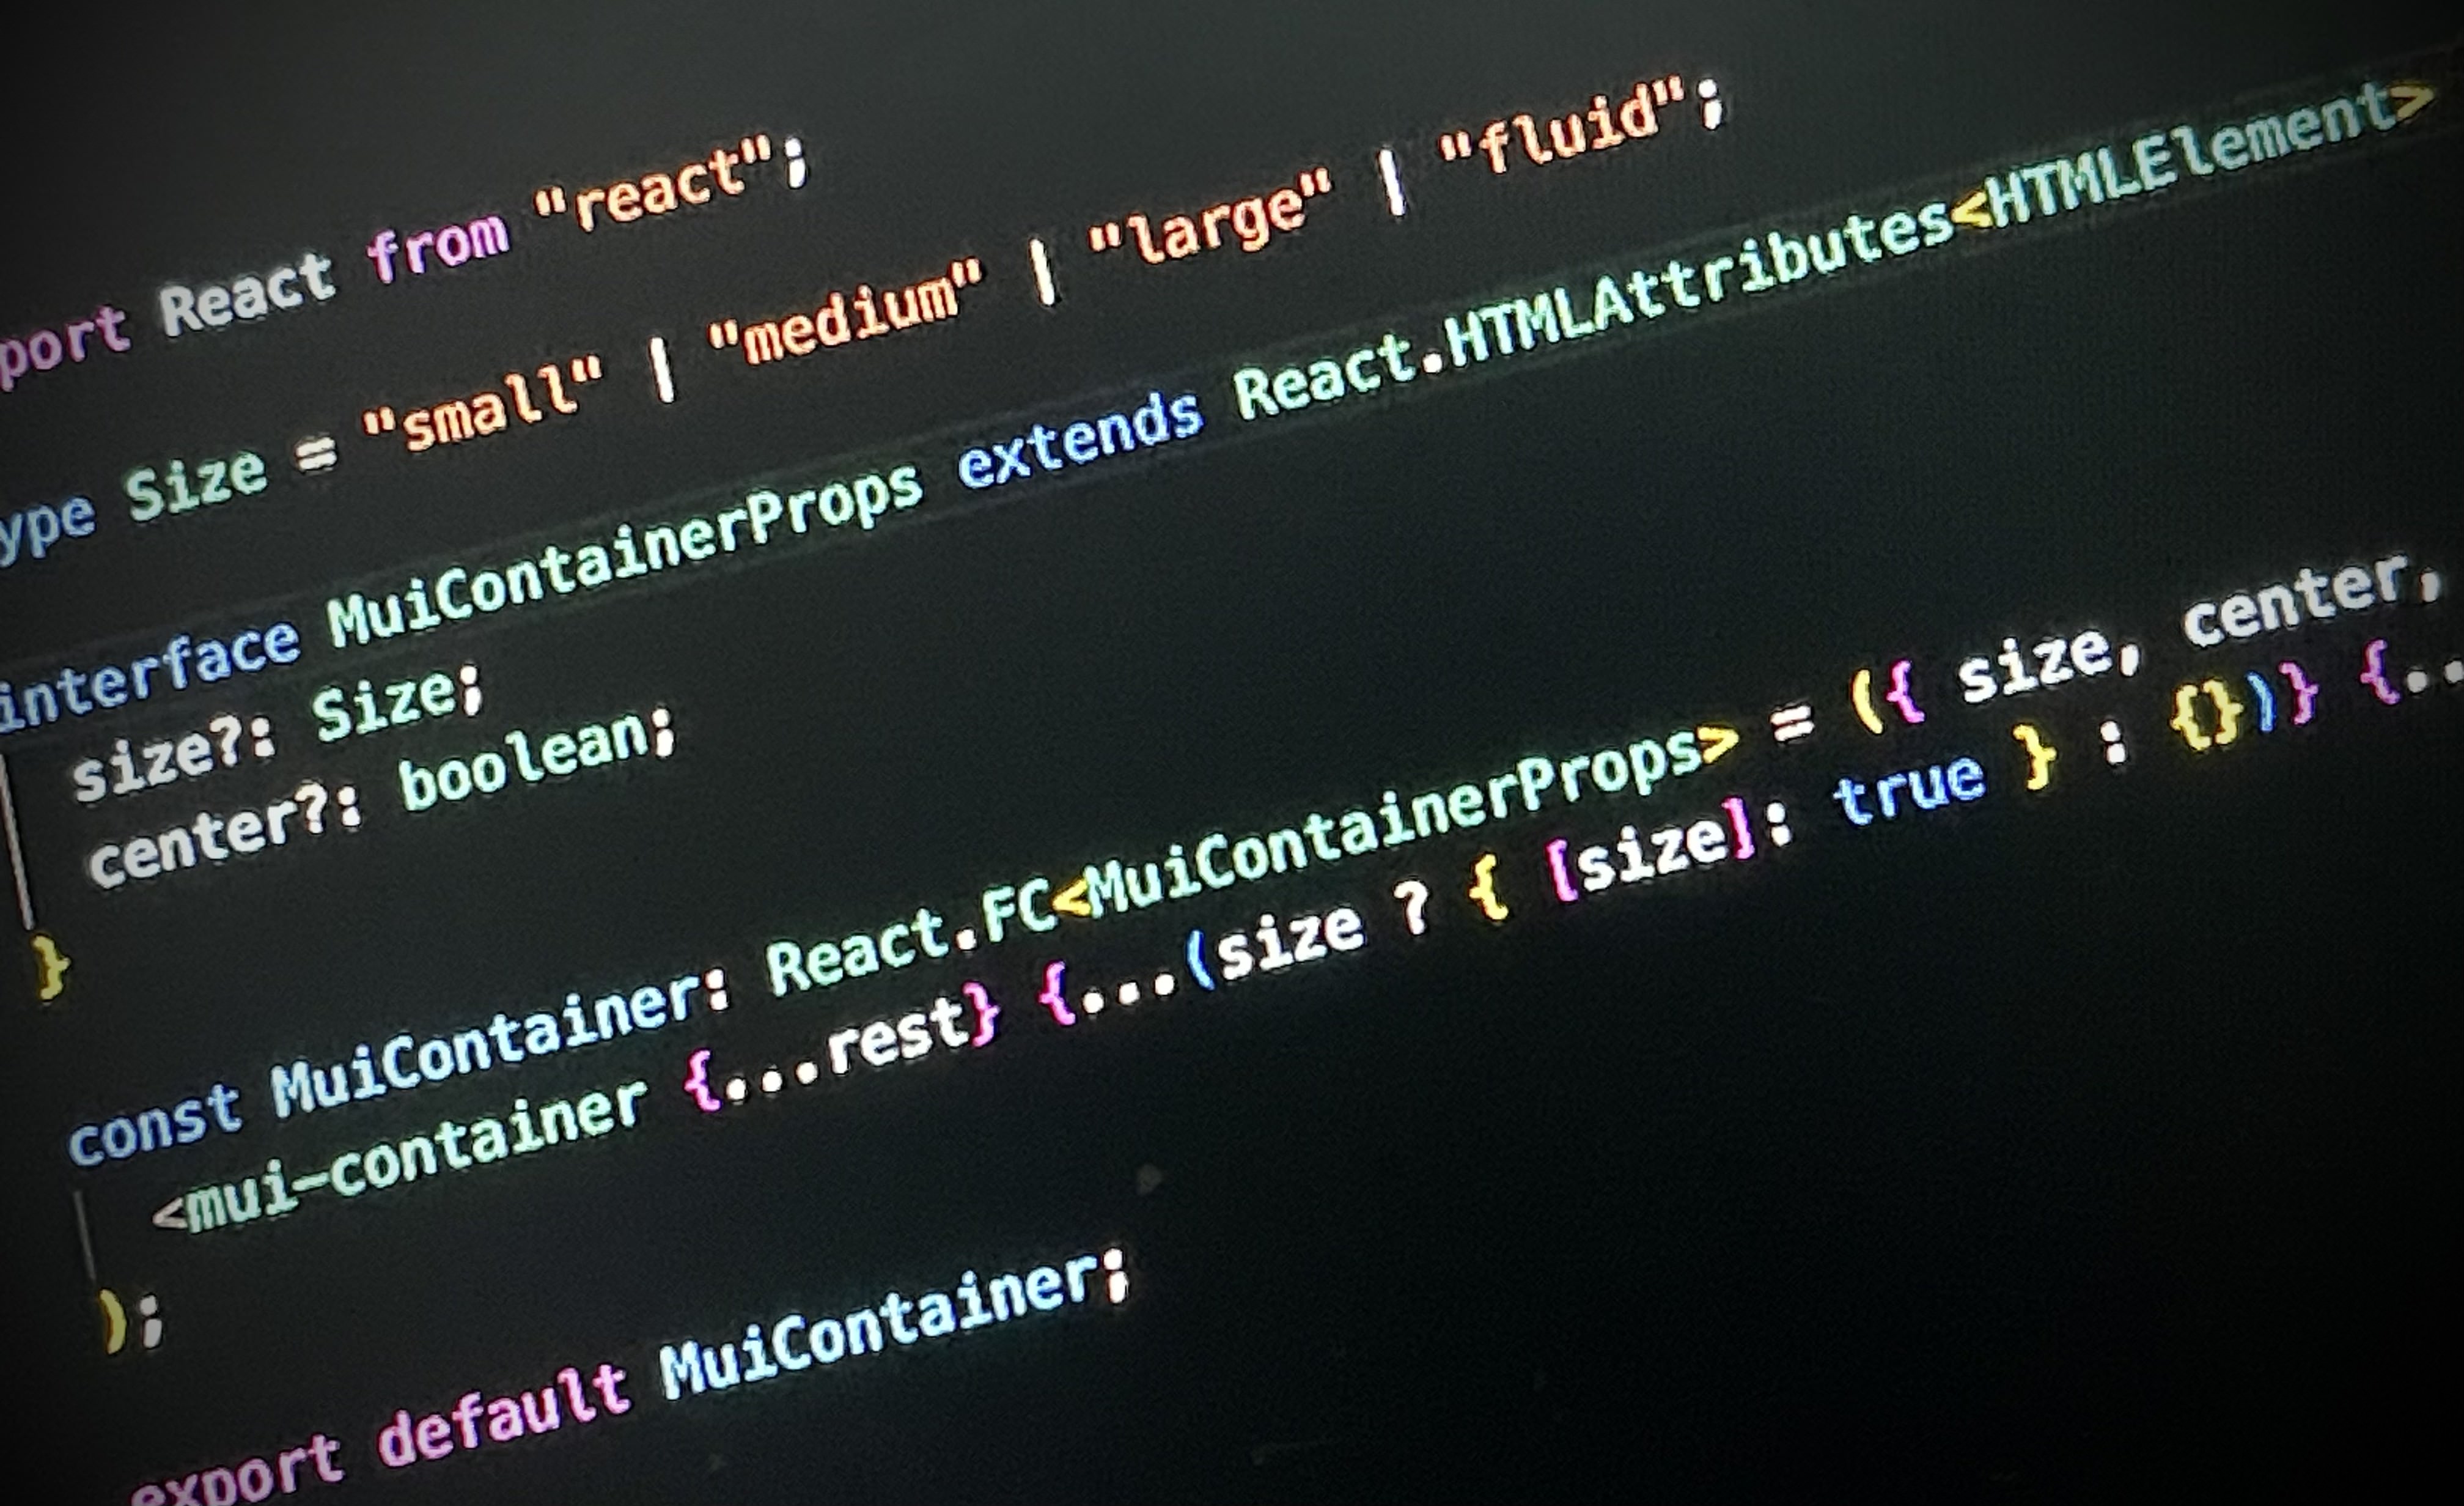 port React from "react";
ype Size = "small" | "medium" | "large" | "fluid";
interface MuiContainerProps extends React.HTMLAttributes<HTMLElement>
size?: Size;
center?: boolean;
}
const MuiContainer: React.FC<MuiContainerProps> = ({ size, center,
<mui-container {...rest} {...(size ? { [size]: true } : {})} {..
);
export default MuiContainer;